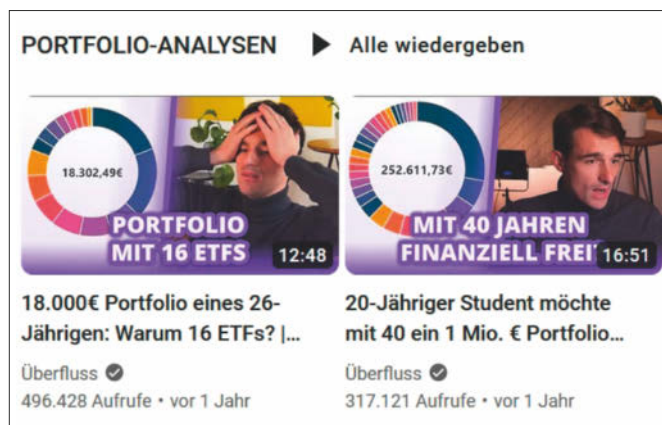 PORTFOLIO-ANALYSEN Alle wiedergeben
18.302,49€
PORTFOLIO
MIT 16 ETFS
12:48
252.611,73€
MIT 40 JAHREN
FINANZIELL FREI
16:51
18.000€ Portfolio eines 26-
Jährigen: Warum 16 ETFs? |...
Überfluss
496.428 Aufrufe • vor 1 Jahr
20-Jähriger Student möchte
mit 40 ein 1 Mio. € Portfolio...
Überfluss
317.121 Aufrufe • vor 1 Jahr